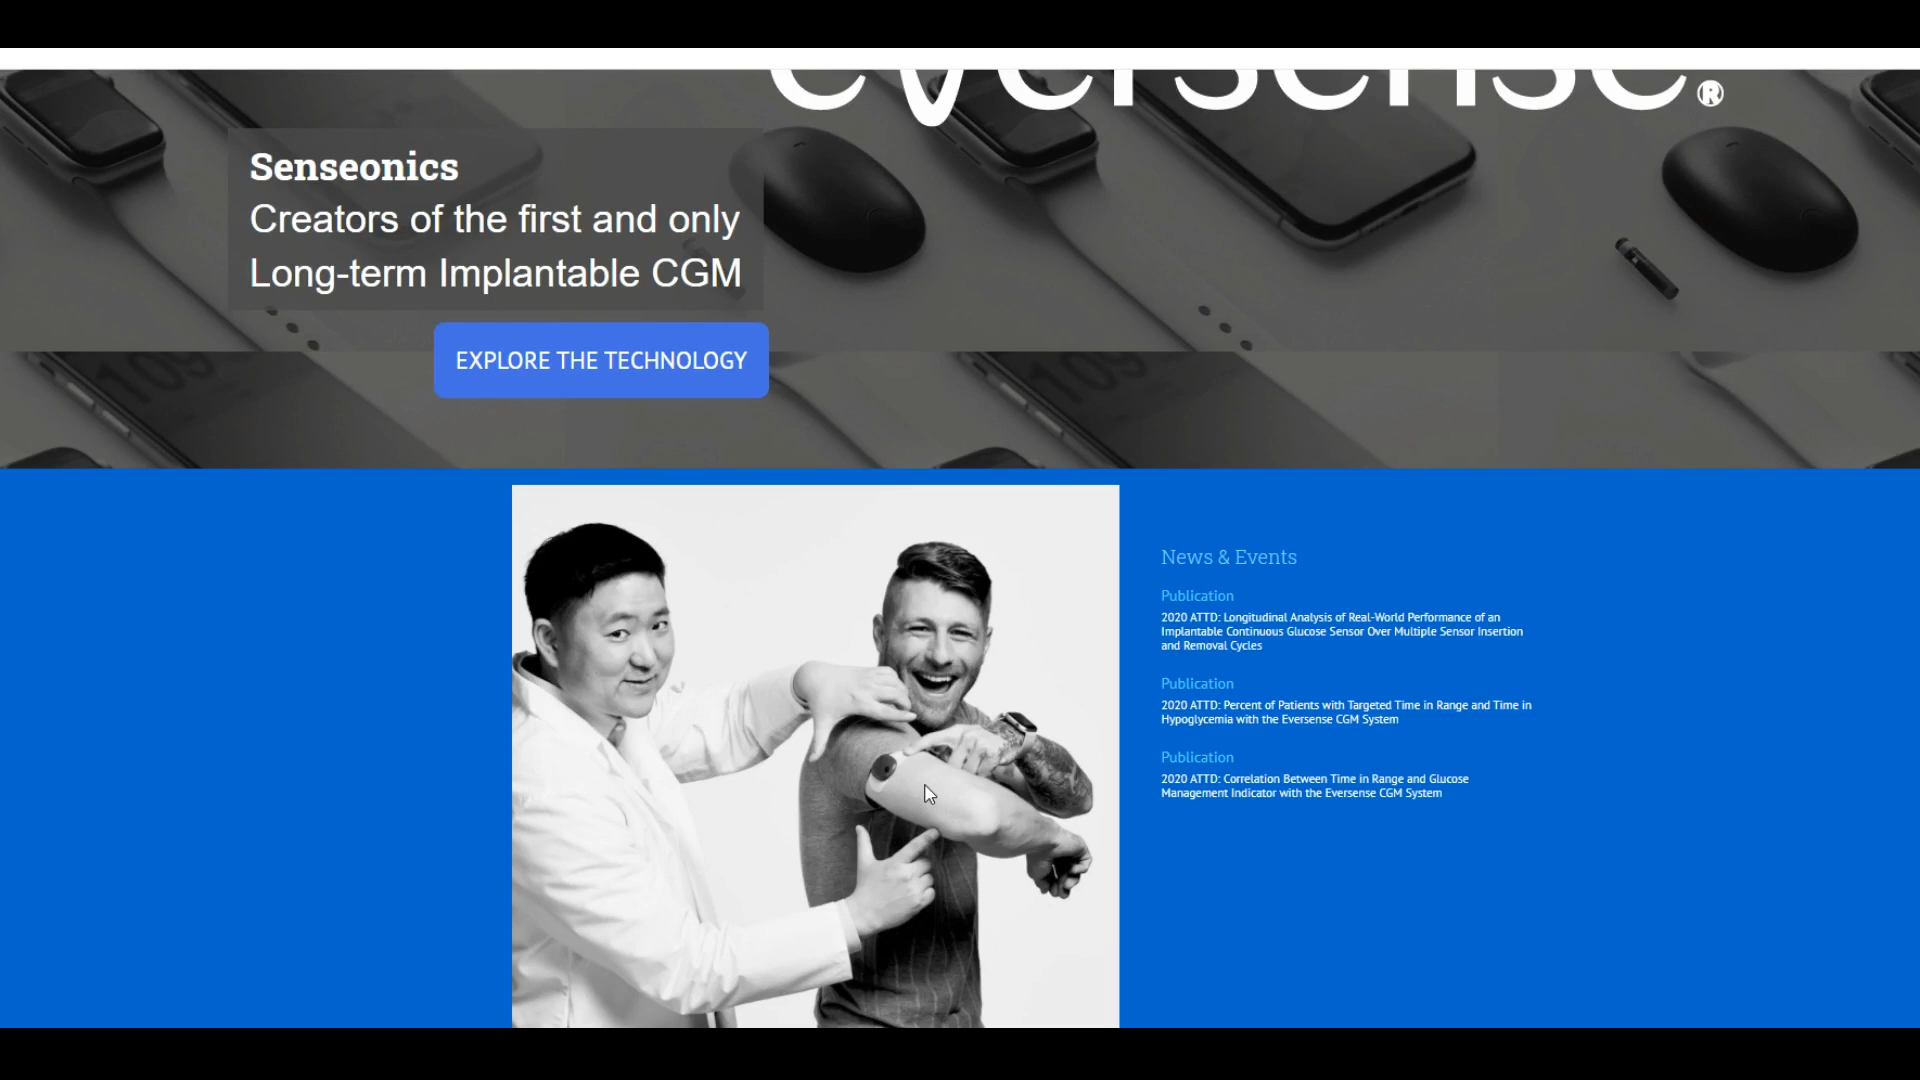 eversense®
Senseonics
Creators of the first and only
Long-term Implantable CGM
EXPLORE THE TECHNOLOGY
News & Events
Publication
2020 ATTD: Longitudinal Analysis of Real-World Performance of an
Implantable Continuous Glucose Sensor Over Multiple Sensor Insertion
and Removal Cycles
Publication
2020 ATTD: Percent of Patients with Targeted Time in Range and Time in
Hypoglycemia with the Eversense CGM System
Publication
2020 ATTD: Correlation Between Time in Range and Glucose
Management Indicator with the Eversense CGM System
109
109